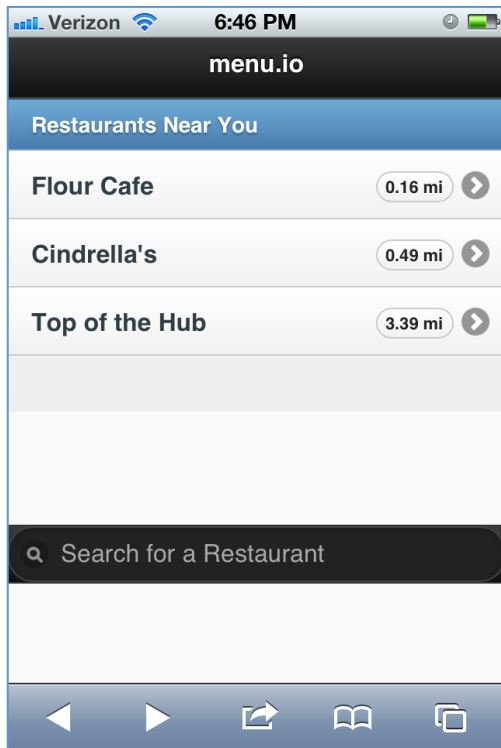 Verizon 6:46 PM
menu.io
Restaurants Near You
Flour Cafe 0.16 mi
Cindrella's 0.49 mi
Top of the Hub 3.39 mi
Search for a Restaurant